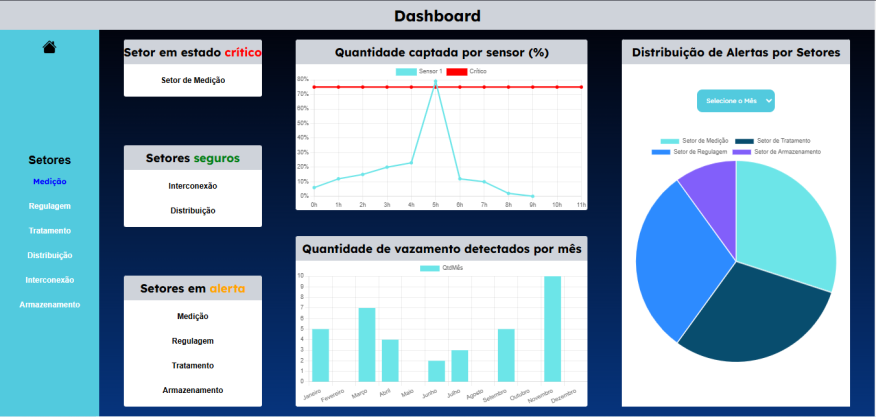 Dashboard
Setores
Medição
Regulagem
Tratamento
Distribuição
Interconexão
Armazenamento
Setor em estado crítico
Setor de Medição
Setores seguros
Interconexão
Distribuição
Setores em alerta
Medição
Regulagem
Tratamento
Armazenamento
Quantidade captada por sensor (%)
Sensor 1 Crítico
80%
70%
60%
50%
40%
30%
20%
10%
0%
0h 1h 2h 3h 4h 5h 6h 7h 8h 9h 10h 11h
Quantidade de vazamento detectados por mês
QtdMês
10
9
8
7
6
5
4
3
2
1
0
Janeiro Fevereiro Março Abril Maio Junho Julho Agosto Setembro Outubro Novembro Dezembro
Distribuição de Alertas por Setores
Selecione o Mês
Setor de Medição Setor de Tratamento
Setor de Regulagem Setor de Armazenamento